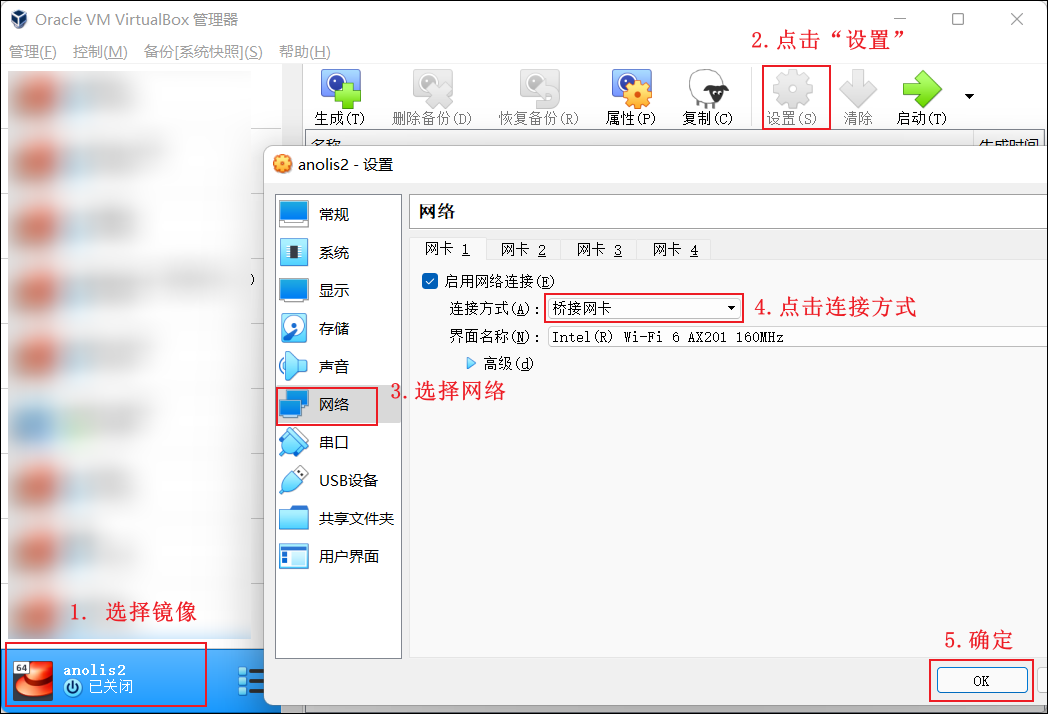 Oracle VM VirtualBox 管理器
管理(F) 控制(M) 备份[系统快照](S) 帮助(H)
2.点击“设置”
生成(T) 删除备份(D) 恢复备份(R) 属性(P) 复制(C) 设置(S) 清除 启动(T)
名称 生成时间
anolis2 - 设置
常规
系统
显示
存储
声音
网络
串口
USB设备
共享文件夹
用户界面
网络
网卡 1 网卡 2 网卡 3 网卡 4
启用网络连接(E)
连接方式(A): 桥接网卡 4.点击连接方式
界面名称(N): Intel(R) Wi-Fi 6 AX201 160MHz
高级(d)
3.选择网络
)
1. 选择镜像
64
anolis2
已关闭
5.确定
OK